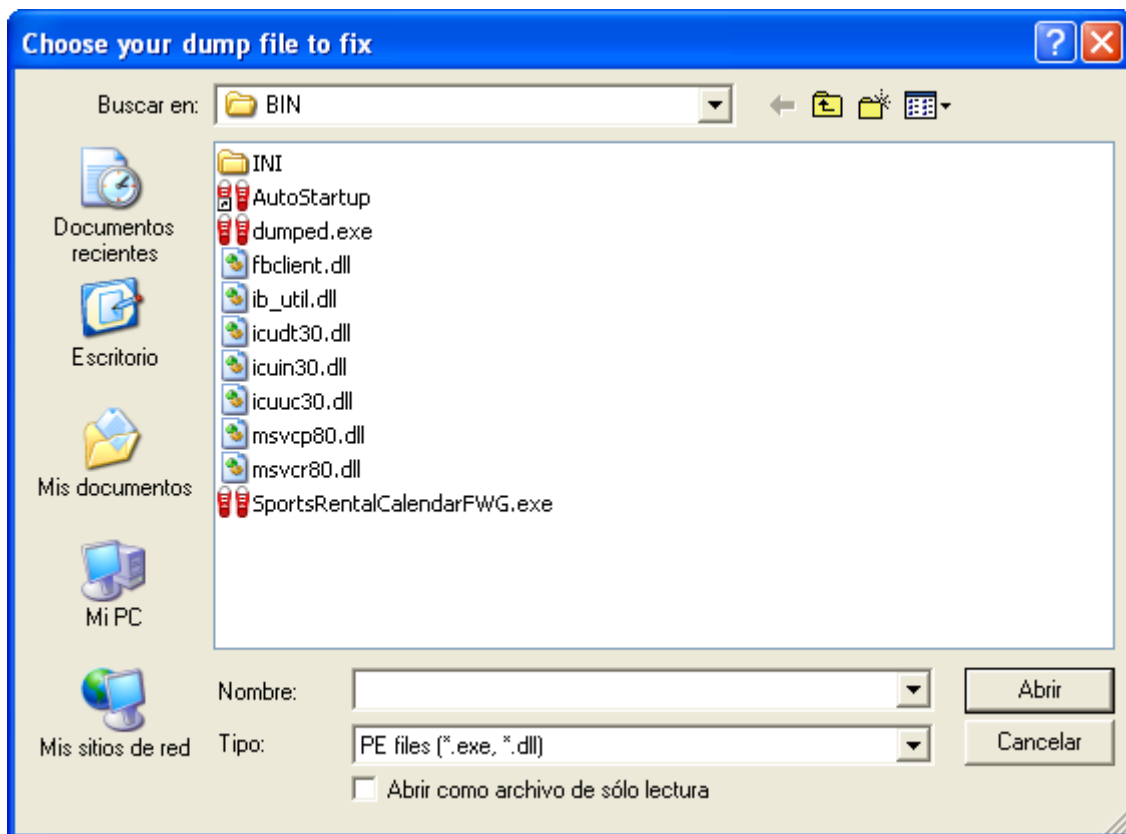 Choose your dump file to fix
Buscar en:
BIN
Documentos
recientes
Escritorio
Mis documentos
Mi PC
Mis sitios de red
INI
AutoStartup
dumped.exe
fbclient.dll
ib_util.dll
icudt30.dll
icuin30.dll
icuuc30.dll
msvcp80.dll
msvcr80.dll
SportsRentalCalendarFWG.exe
Nombre:
Abrir
Tipo:
PE files (*.exe, *.dll)
Cancelar
Abrir como archivo de sólo lectura